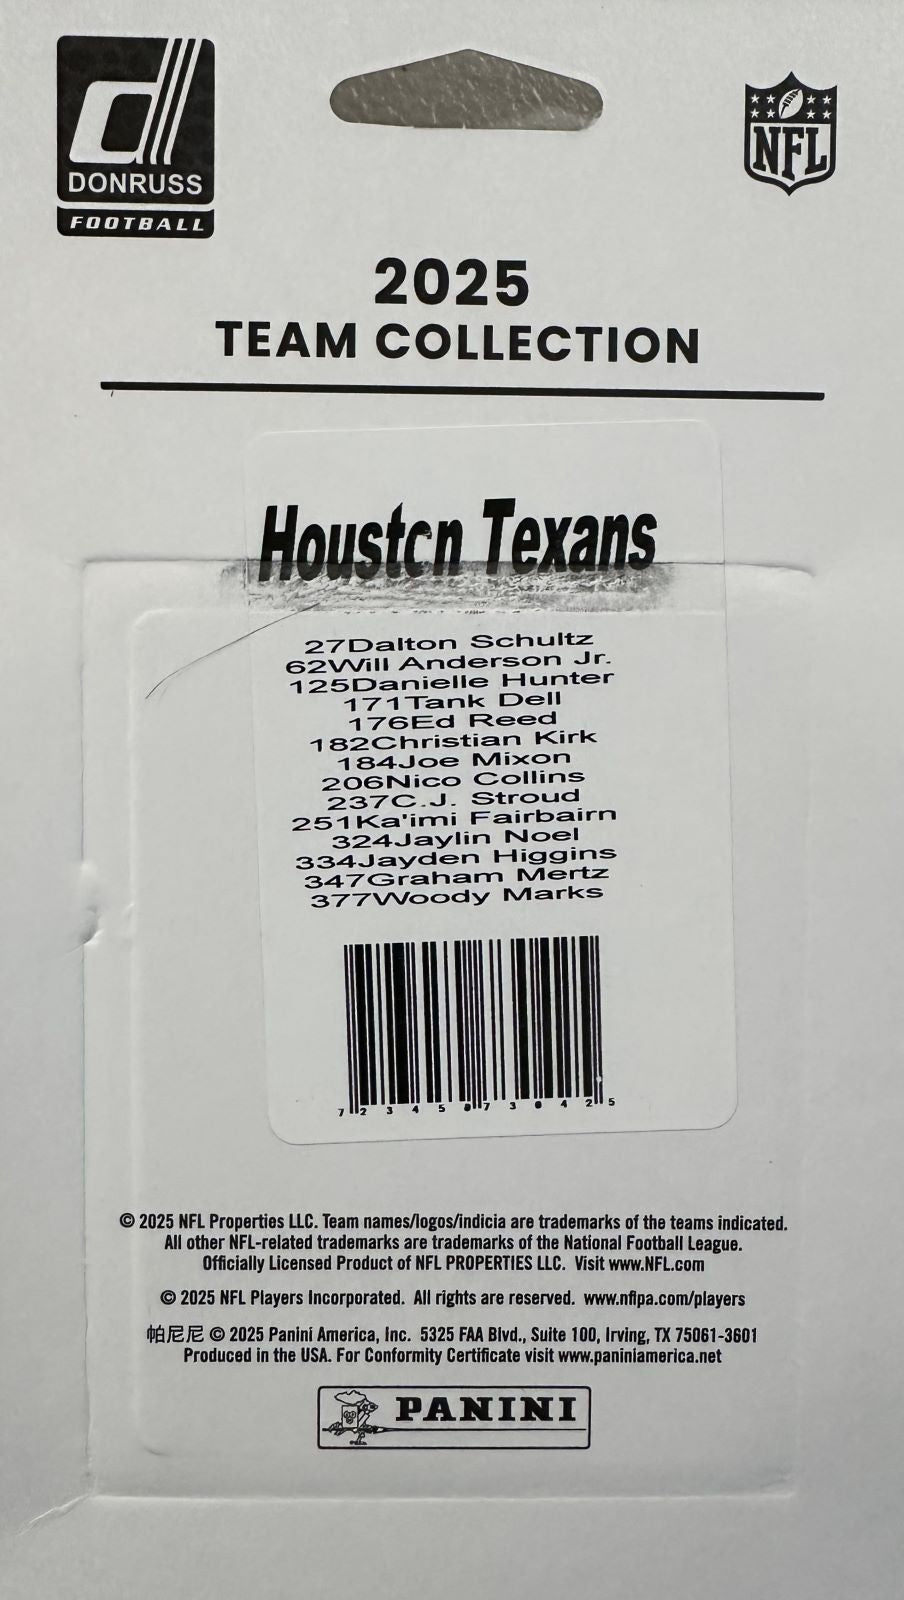 DONRUSS
FOOTBALL
NFL
2025
TEAM COLLECTION
Houston Texans
27Dalton Schultz
62Will Anderson Jr.
125Danielle Hunter
171Tank Dell
176Ed Reed
182Christian Kirk
184Joe Mixon
206Nico Collins
237C.J. Stroud
251Ka'imi Fairbairn
324Jaylin Noel
334Jayden Higgins
347Graham Mertz
377Woody Marks
7 2 3 4 5 0 7 3 0 4 2 5
© 2025 NFL Properties LLC. Team names/logos/indicia are trademarks of the teams indicated.
All other NFL-related trademarks are trademarks of the National Football League.
Officially Licensed Product of NFL PROPERTIES LLC. Visit www.NFL.com
© 2025 NFL Players Incorporated. All rights are reserved. www.nflpa.com/players
帕尼尼 © 2025 Panini America, Inc. 5325 FAA Blvd., Suite 100, Irving, TX 75061-3601
Produced in the USA. For Conformity Certificate visit www.paniniamerica.net
PANINI